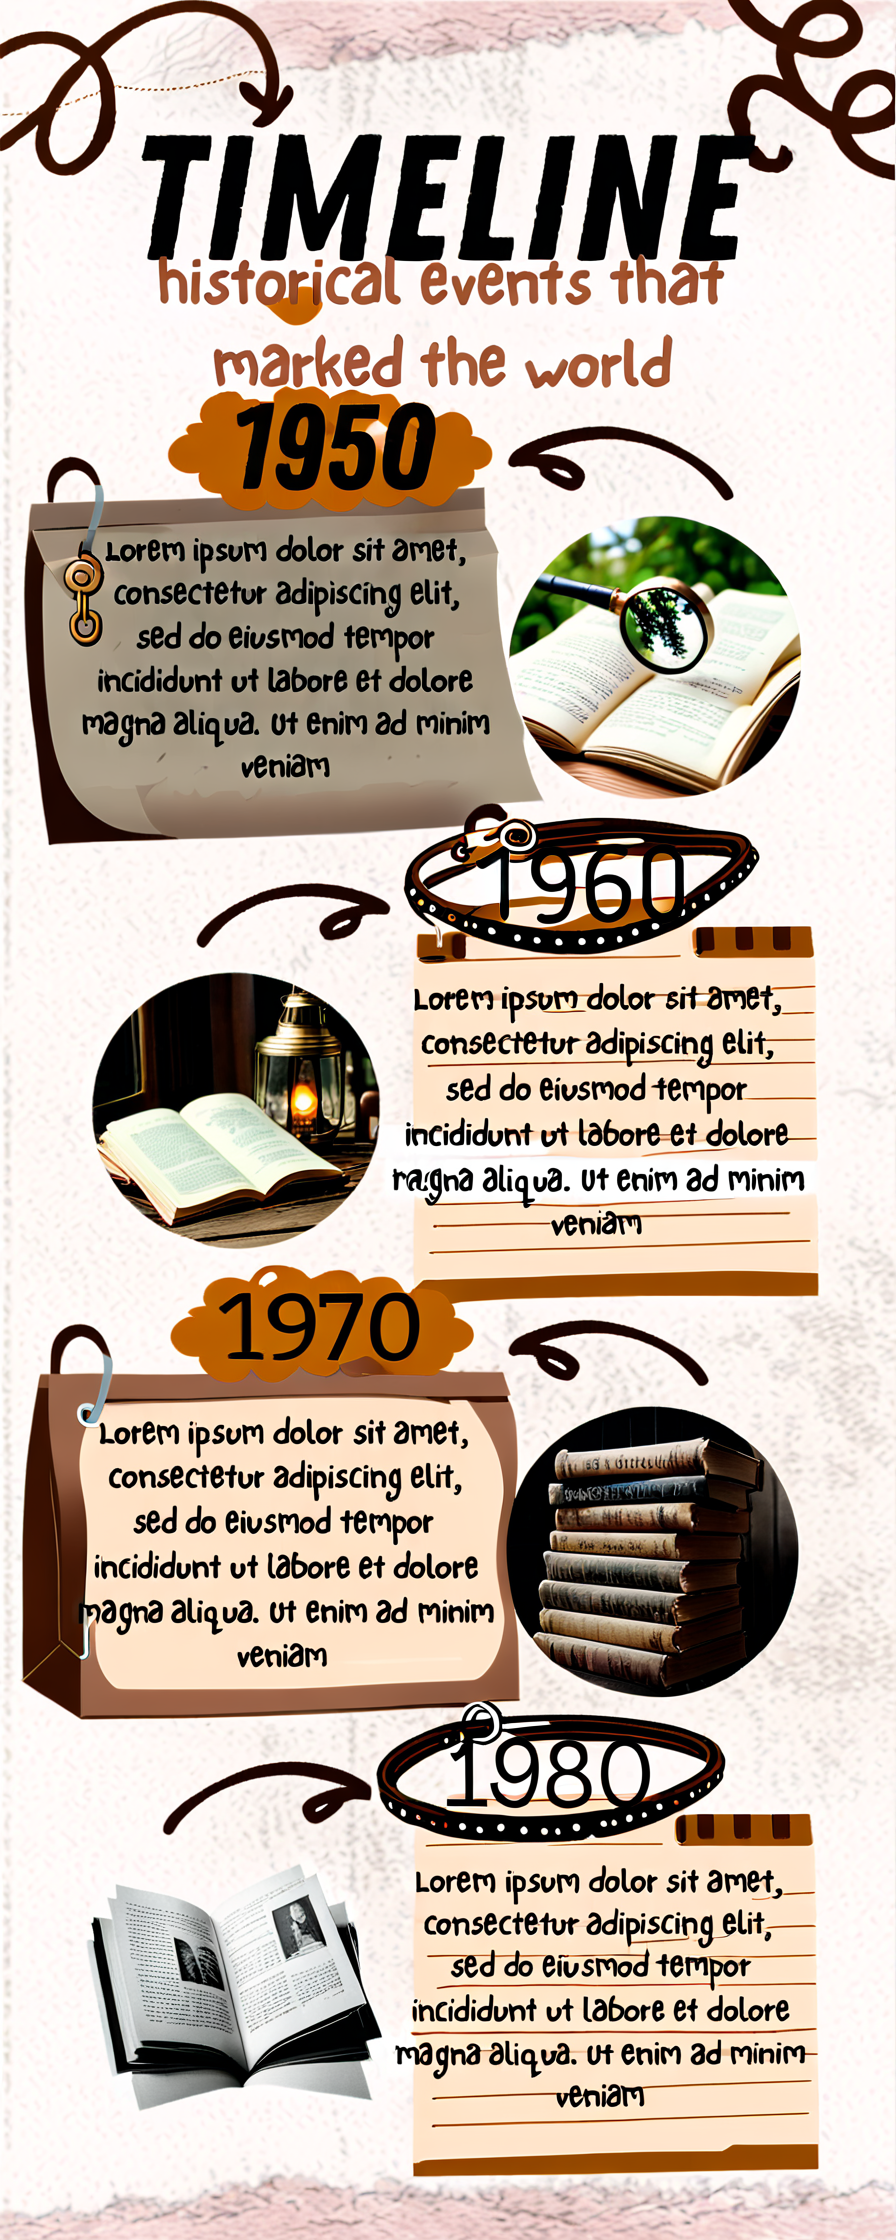 TIMELINE
historical events that
marked the world
1950
Lorem ipsum dolor sit amet,
consectetur adipiscing elit,
sed do eiusmod tempor
incididunt ut labore et dolore
magna aliqua. Ut enim ad minim
veniam
1960
Lorem ipsum dolor sit amet,
consectetur adipiscing elit,
sed do eiusmod tempor
incididunt ut labore et dolore
magna aliqua. Ut enim ad minim
veniam
1970
Lorem ipsum dolor sit amet,
consectetur adipiscing elit,
sed do eiusmod tempor
incididunt ut labore et dolore
magna aliqua. Ut enim ad minim
veniam
1980
Lorem ipsum dolor sit amet,
consectetur adipiscing elit,
sed do eiusmod tempor
incididunt ut labore et dolore
magna aliqua. Ut enim ad minim
veniam